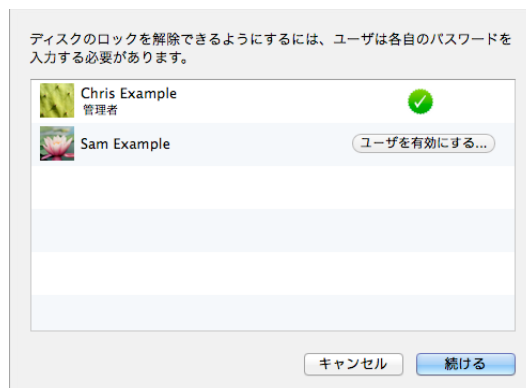 ディスクのロックを解除できるようにするには、ユーザは各自のパスワードを
入力する必要があります。
Chris Example
管理者
Sam Example
ユーザを有効にする...
キャンセル
続ける